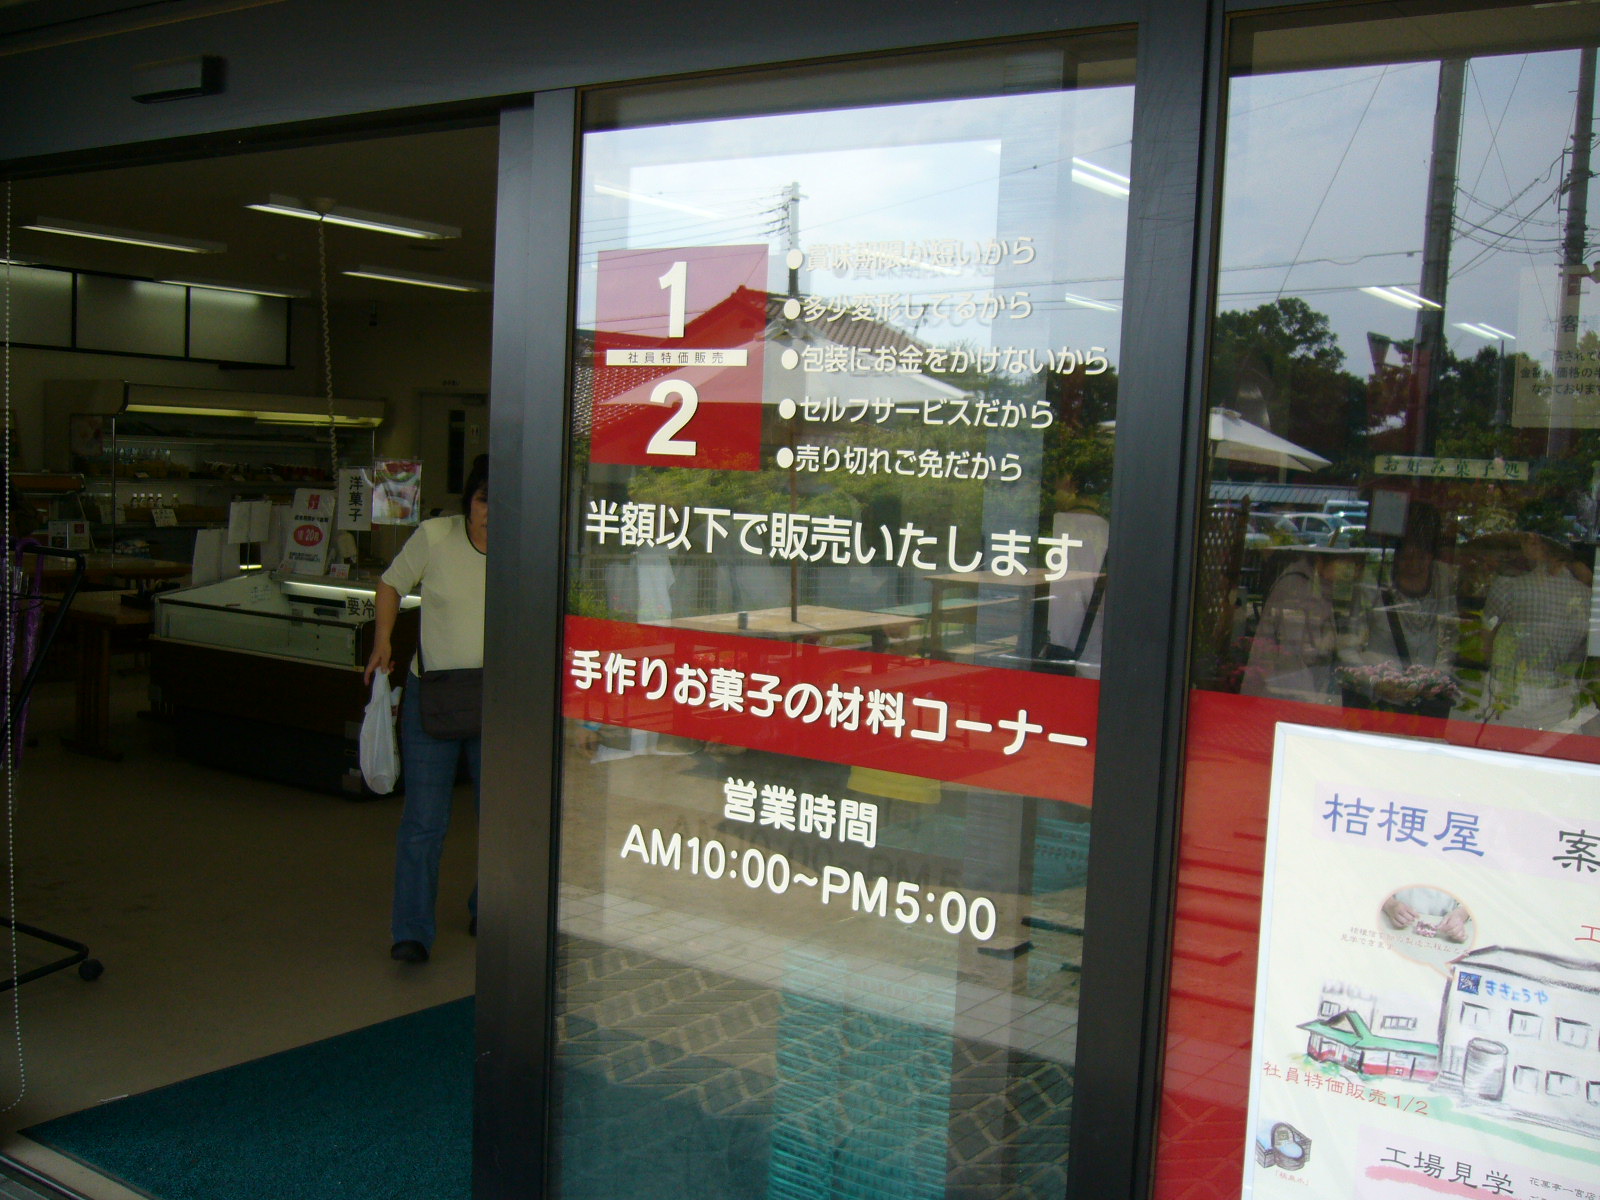 1
社員特価販売
2
●賞味期限が短いから
●多少変形してるから
●包装にお金をかけないから
●セルフサービスだから
●売り切れご免だから
半額以下で販売いたします
手作りお菓子の材料コーナー
営業時間
AM10:00~PM5:00
洋菓子
20
要冷
お好み菓子処
桔梗屋 案
工
ききょうや
社員特価販売1/2
工場見学